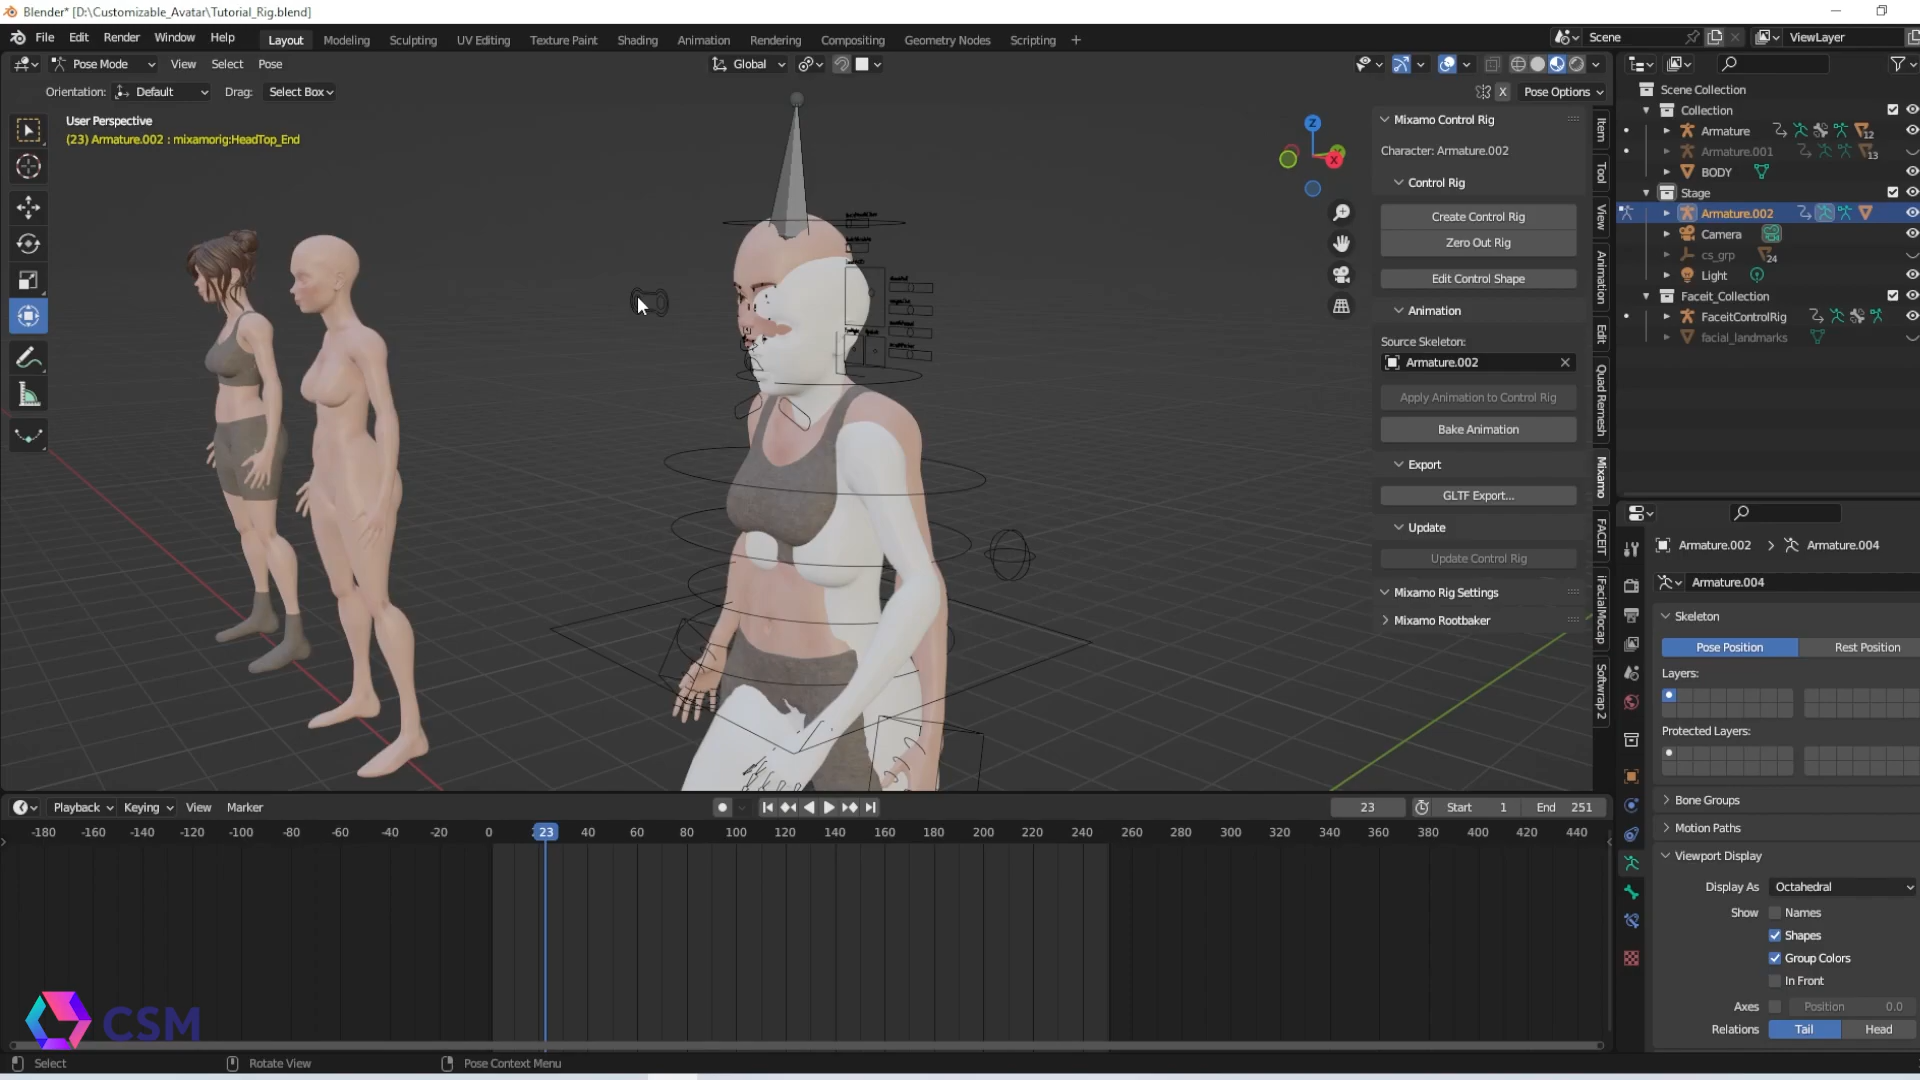 Blender* [D:\Customizable_Avatar\Tutorial_Rig.blend]
File Edit Render Window Help Layout Modeling Sculpting UV Editing Texture Paint Shading Animation Rendering Compositing Geometry Nodes Scripting + Scene ViewLayer
Pose Mode View Select Pose Global
Orientation: Default Drag: Select Box X Pose Options
User Perspective
(23) Armature.002 : mixamorig:HeadTop_End
Z
X
Mixamo Control Rig
Character: Armature.002
Control Rig
Create Control Rig
Zero Out Rig
Edit Control Shape
Animation
Source Skeleton:
Armature.002
Apply Animation to Control Rig
Bake Animation
Export
GLTF Export...
Update
Update Control Rig
Mixamo Rig Settings
Mixamo Rootbaker
Item
Tool
View
Animation
Edit
Quad Remesh
Mixamo
FACEIT
iFacialMocap
Softwrap 2
Scene Collection
Collection
Armature 12
Armature.001 13
BODY
Stage
Armature.002
Camera
cs_grp 24
Light
Faceit_Collection
FaceitControlRig
facial_landmarks
Armature.002 > Armature.004
Armature.004
Skeleton
Pose Position Rest Position
Layers:
Protected Layers:
Bone Groups
Motion Paths
Viewport Display
Display As Octahedral
Show Names
Shapes
Group Colors
In Front
Axes Position 0.0
Relations Tail Head
Playback Keying View Marker 23 Start 1 End 251
-180 -160 -140 -120 -100 -80 -60 -40 -20 0 23 40 60 80 100 120 140 160 180 200 220 240 260 280 300 320 340 360 380 400 420 440
CSM
Select Rotate View Pose Context Menu